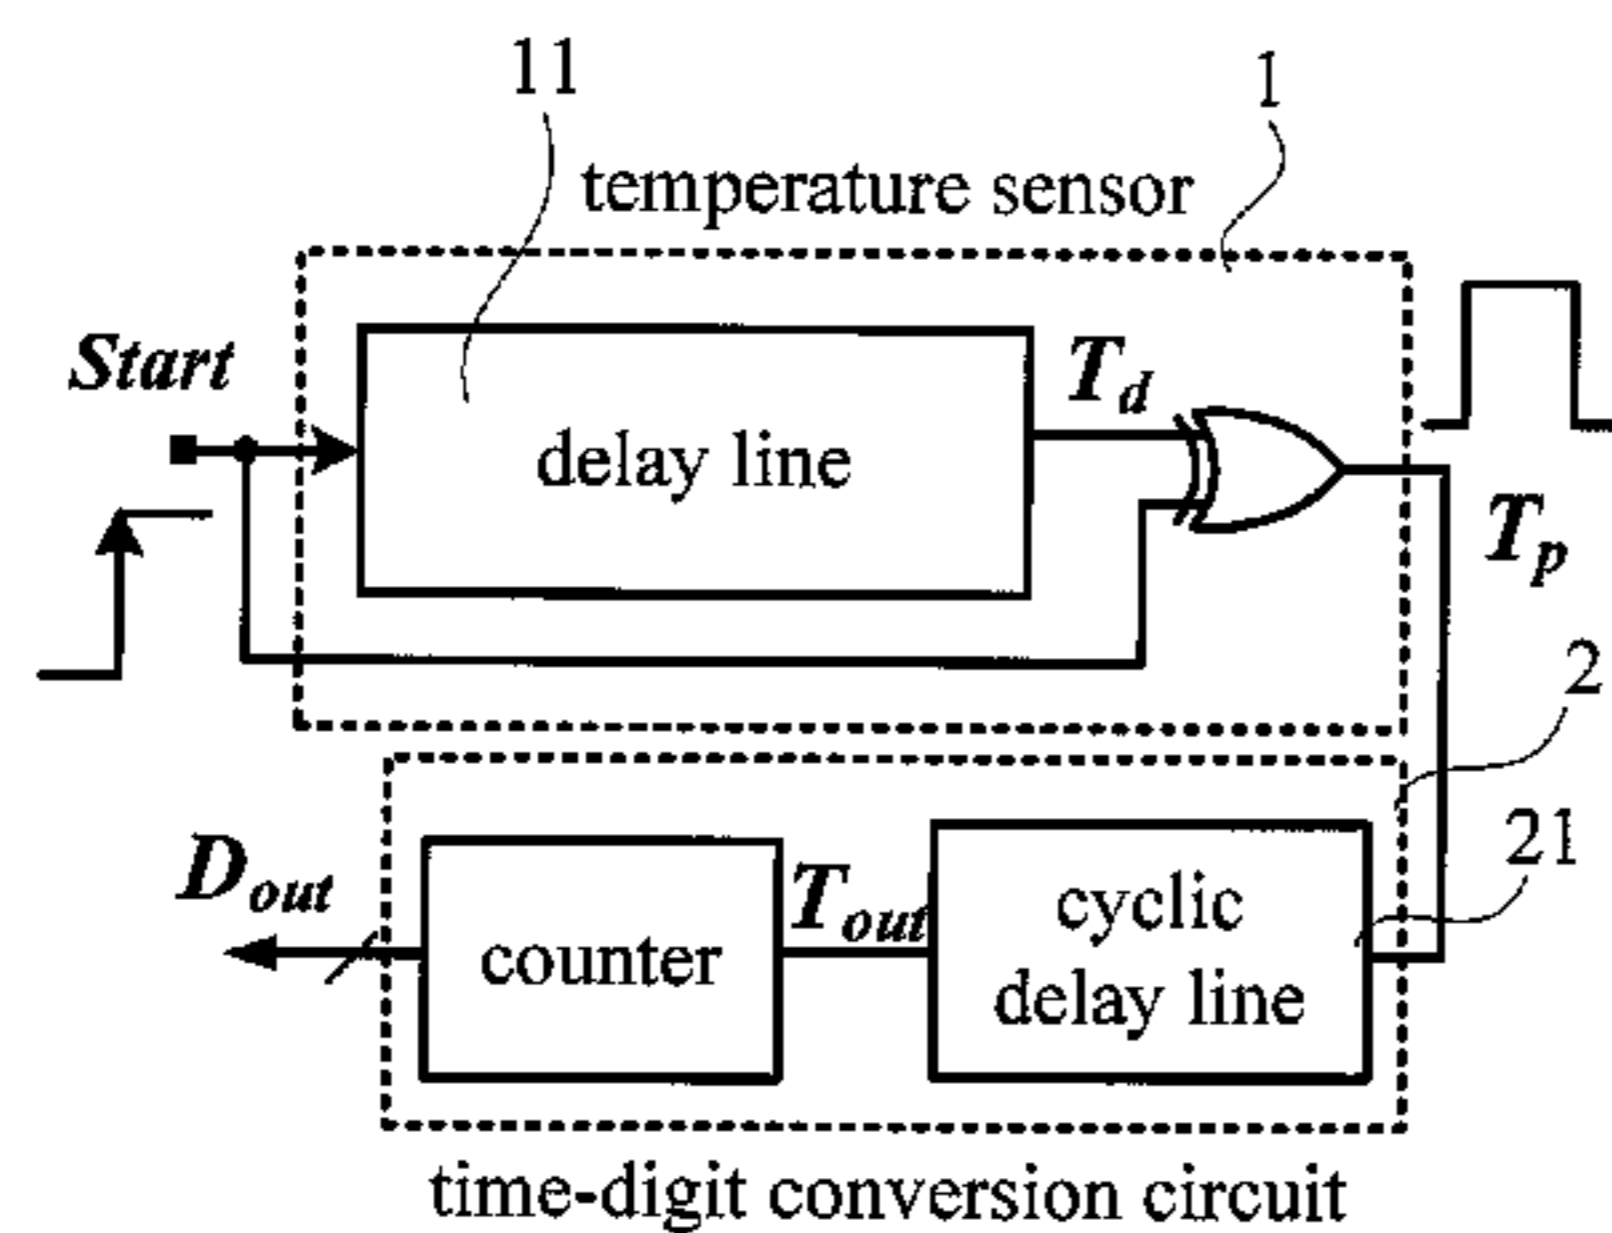 11
1
temperature sensor
Start
delay line
Td
Tp
2
21
Dout
counter
Tout
cyclic
delay line
time-digit conversion circuit